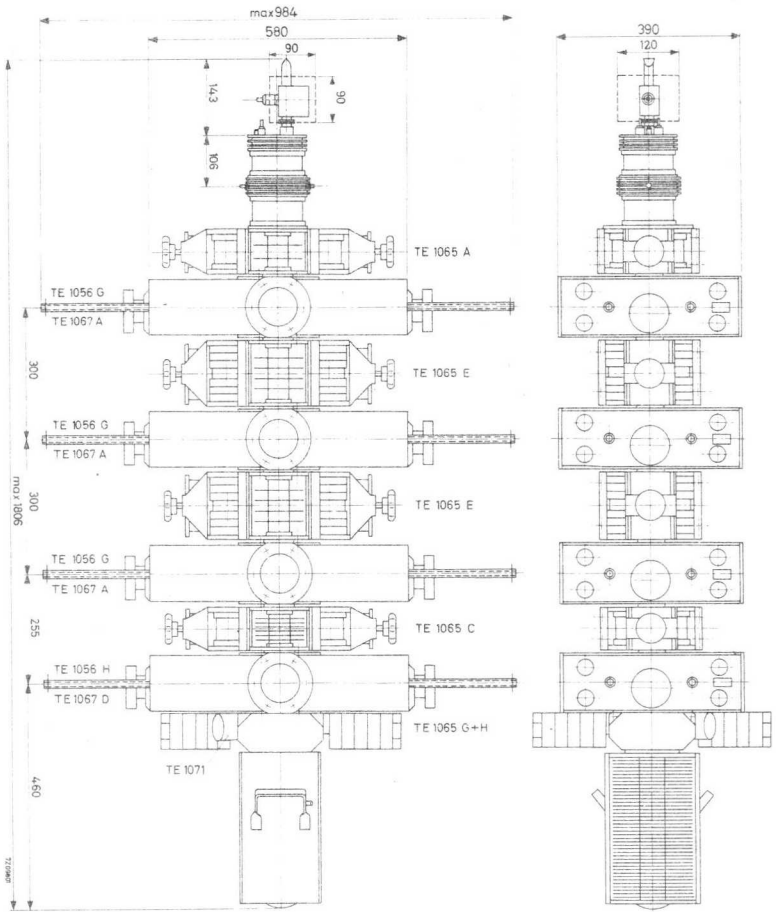 max 984
580
390
90
120
143
90
106
TE 1065 A
TE 1056 G
TE 1067 A
300
TE 1065 E
TE 1056 G
TE 1067 A
max 1806
300
TE 1065 E
TE 1056 G
TE 1067 A
255
TE 1065 C
TE 1056 H
TE 1067 D
TE 1065 G+H
TE 1071
460